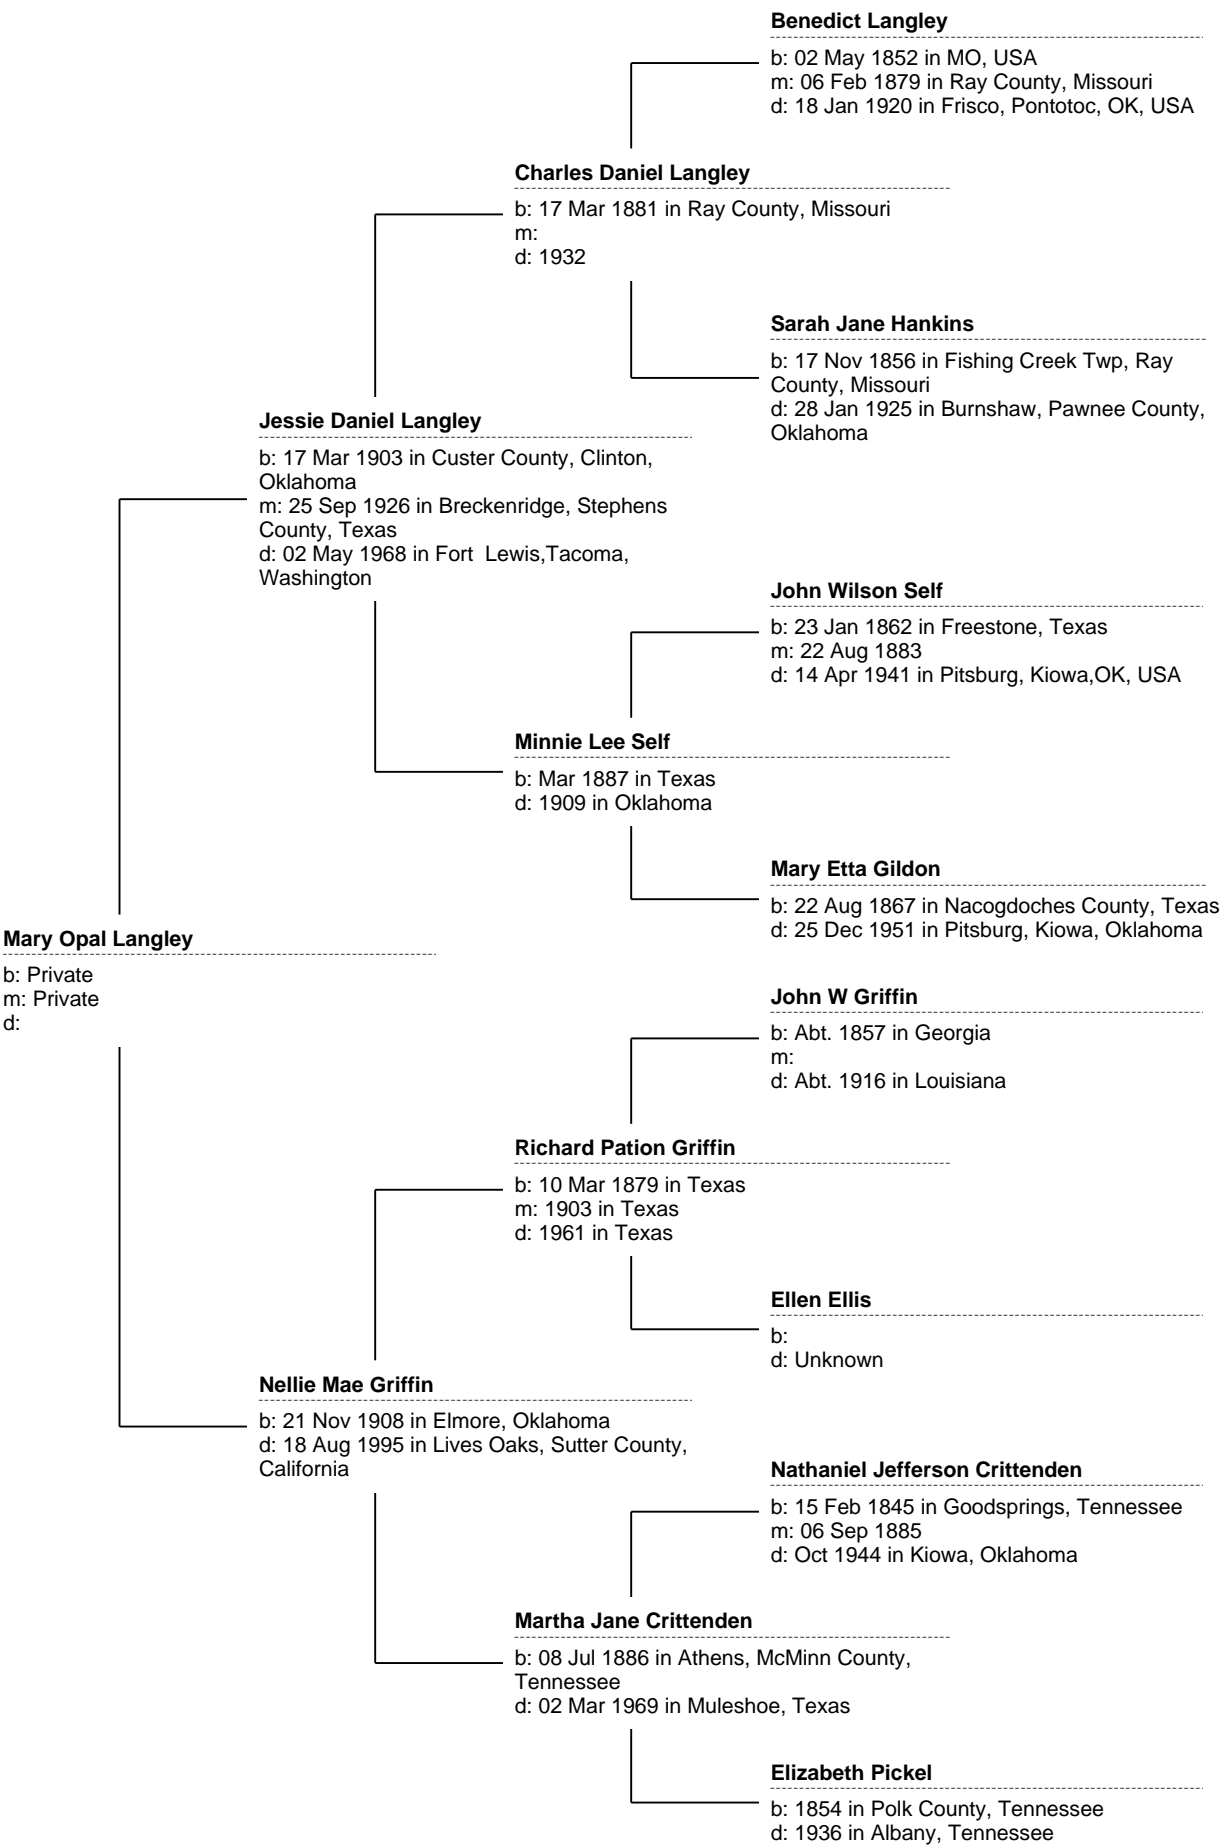 Benedict Langley
b: 02 May 1852 in MO, USA
m: 06 Feb 1879 in Ray County, Missouri
d: 18 Jan 1920 in Frisco, Pontotoc, OK, USA
Charles Daniel Langley
b: 17 Mar 1881 in Ray County, Missouri
m:
d: 1932
Sarah Jane Hankins
b: 17 Nov 1856 in Fishing Creek Twp, Ray
County, Missouri
d: 28 Jan 1925 in Burnshaw, Pawnee County,
Oklahoma
Jessie Daniel Langley
b: 17 Mar 1903 in Custer County, Clinton,
Oklahoma
m: 25 Sep 1926 in Breckenridge, Stephens
County, Texas
d: 02 May 1968 in Fort  Lewis,Tacoma,
Washington
John Wilson Self
b: 23 Jan 1862 in Freestone, Texas
m: 22 Aug 1883
d: 14 Apr 1941 in Pitsburg, Kiowa,OK, USA
Minnie Lee Self
b: Mar 1887 in Texas
d: 1909 in Oklahoma
Mary Etta Gildon
b: 22 Aug 1867 in Nacogdoches County, Texas
d: 25 Dec 1951 in Pitsburg, Kiowa, Oklahoma
Mary Opal Langley
b: Private
m: Private
d:
John W Griffin
b: Abt. 1857 in Georgia
m:
d: Abt. 1916 in Louisiana
Richard Pation Griffin
b: 10 Mar 1879 in Texas
m: 1903 in Texas
d: 1961 in Texas
Ellen Ellis
b:
d: Unknown
Nellie Mae Griffin
b: 21 Nov 1908 in Elmore, Oklahoma
d: 18 Aug 1995 in Lives Oaks, Sutter County,
California
Nathaniel Jefferson Crittenden
b: 15 Feb 1845 in Goodsprings, Tennessee
m: 06 Sep 1885
d: Oct 1944 in Kiowa, Oklahoma
Martha Jane Crittenden
b: 08 Jul 1886 in Athens, McMinn County,
Tennessee
d: 02 Mar 1969 in Muleshoe, Texas
Elizabeth Pickel
b: 1854 in Polk County, Tennessee
d: 1936 in Albany, Tennessee